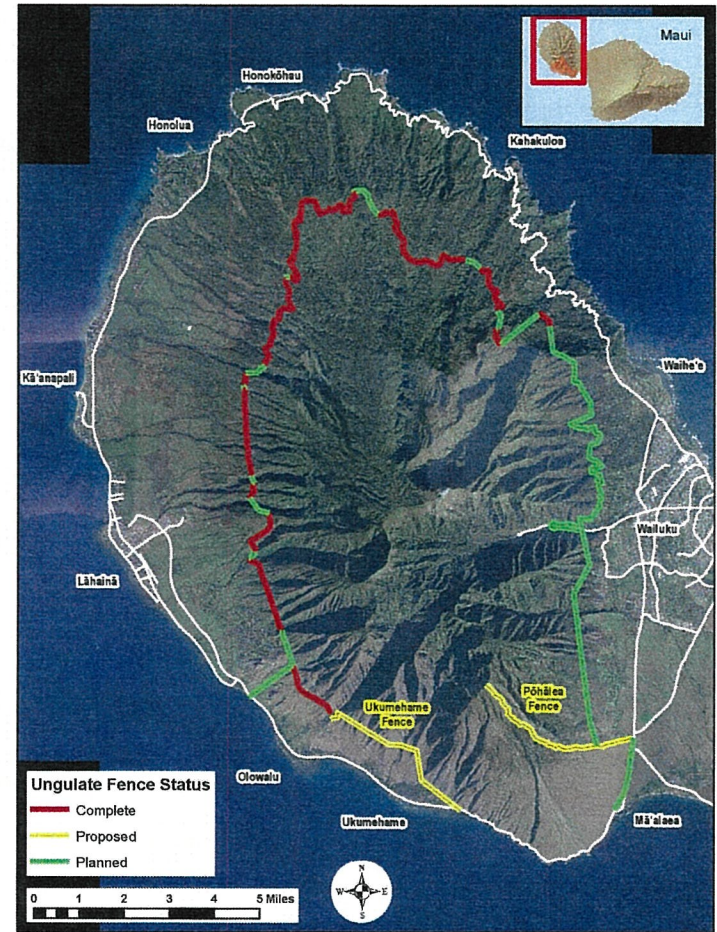 Maui
Honokōhau
Honolua
Kahakuloa
Waihe'e
Kā'anapali
Wailuku
Lāhainā
Ukumehame
Fence
Pōhālea
Fence
Olowalu
Ukumehame
Mā'alaea
Ungulate Fence Status
Complete
Proposed
Planned
0 1 2 3 4 5 Miles
N
W E
S